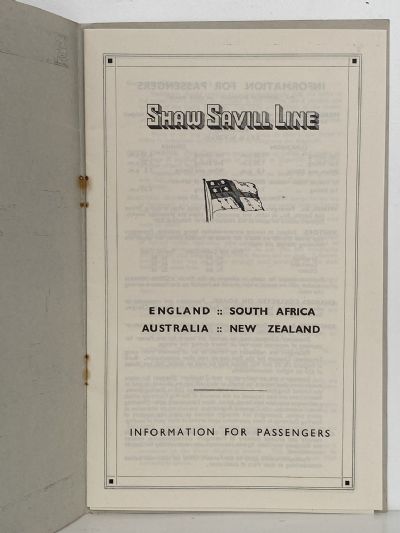 SHAW SAVILL LINE
ENGLAND :: SOUTH AFRICA
AUSTRALIA :: NEW ZEALAND
INFORMATION FOR PASSENGERS